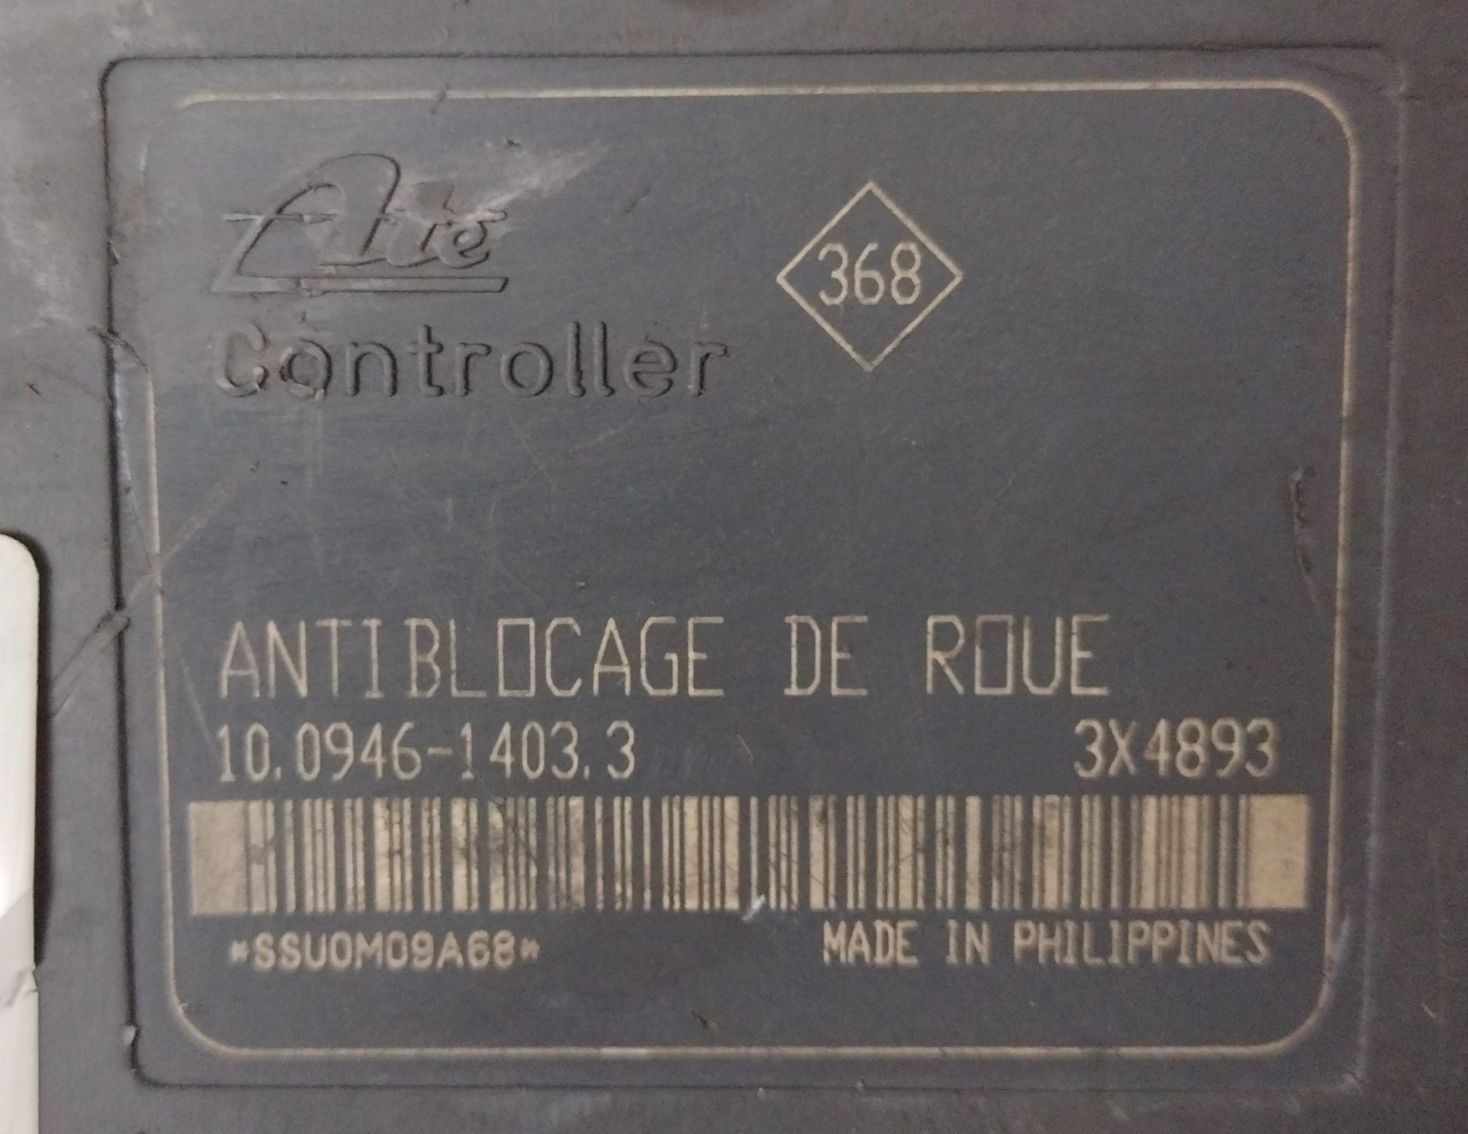 Ate
368
Controller
ANTIBLOCAGE DE ROUE
10.0946-1403.3 3X4893
*SSU0M09A68*
MADE IN PHILIPPINES